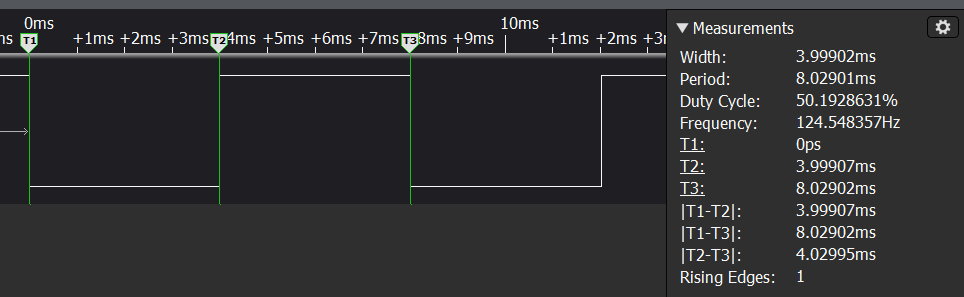 0ms 10ms
ms T1 +1ms +2ms +3ms T2 4ms +5ms +6ms +7ms T3 8ms +9ms +1ms +2ms +3m
Measurements
Width: 3.99902ms
Period: 8.02901ms
Duty Cycle: 50.1928631%
Frequency: 124.548357Hz
T1: 0ps
T2: 3.99907ms
T3: 8.02902ms
|T1-T2|: 3.99907ms
|T1-T3|: 8.02902ms
|T2-T3|: 4.02995ms
Rising Edges: 1